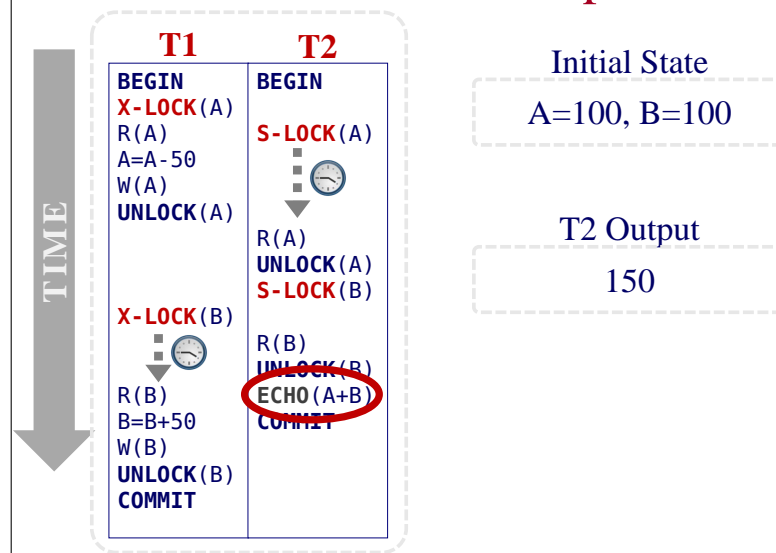 T1
T2
TIME
BEGIN
X-LOCK(A)
R(A)
A=A-50
W(A)
UNLOCK(A)
X-LOCK(B)
R(B)
B=B+50
W(B)
UNLOCK(B)
COMMIT
BEGIN
S-LOCK(A)
R(A)
UNLOCK(A)
S-LOCK(B)
R(B)
UNLOCK(B)
ECHO(A+B)
COMMIT
Initial State
A=100, B=100
T2 Output
150